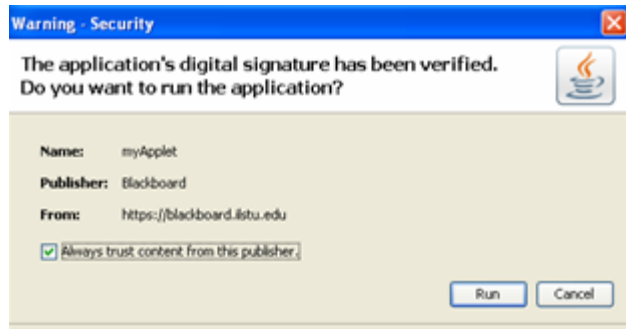 Warning - Security
The application's digital signature has been verified.
Do you want to run the application?
Name: myApplet
Publisher: Blackboard
From: https://blackboard.ilstu.edu
Always trust content from this publisher.
Run Cancel